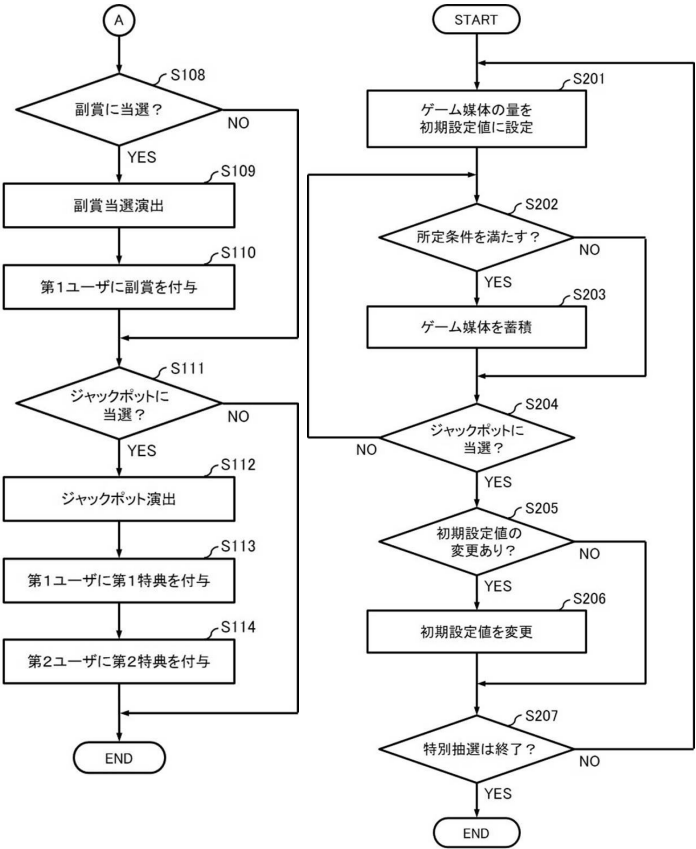 A
S108
副賞に当選？
NO
YES
S109
副賞当選演出
S110
第１ユーザに副賞を付与
S111
ジャックポットに
当選？
NO
YES
S112
ジャックポット演出
S113
第１ユーザに第１特典を付与
S114
第２ユーザに第２特典を付与
END
START
S201
ゲーム媒体の量を
初期設定値に設定
S202
所定条件を満たす？
NO
YES
S203
ゲーム媒体を蓄積
S204
ジャックポットに
当選？
NO
YES
S205
初期設定値の
変更あり？
NO
YES
S206
初期設定値を変更
S207
特別抽選は終了？
NO
YES
END